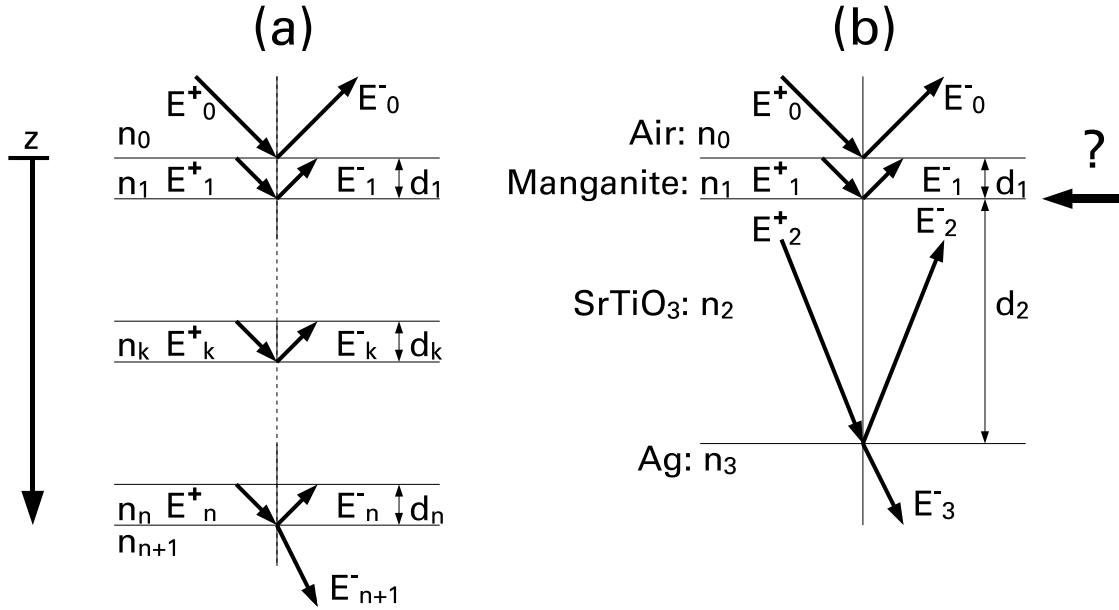 (a)
E⁺₀ E⁻₀
n₀
z
n₁ E⁺₁ E⁻₁ d₁
nₖ E⁺ₖ E⁻ₖ dₖ
nₙ E⁺ₙ E⁻ₙ dₙ
nₙ₊₁
E⁻ₙ₊₁
(b)
E⁺₀ E⁻₀
Air: n₀
?
Manganite: n₁ E⁺₁ E⁻₁ d₁
E⁺₂ E⁻₂
SrTiO₃: n₂ d₂
Ag: n₃
E⁻₃